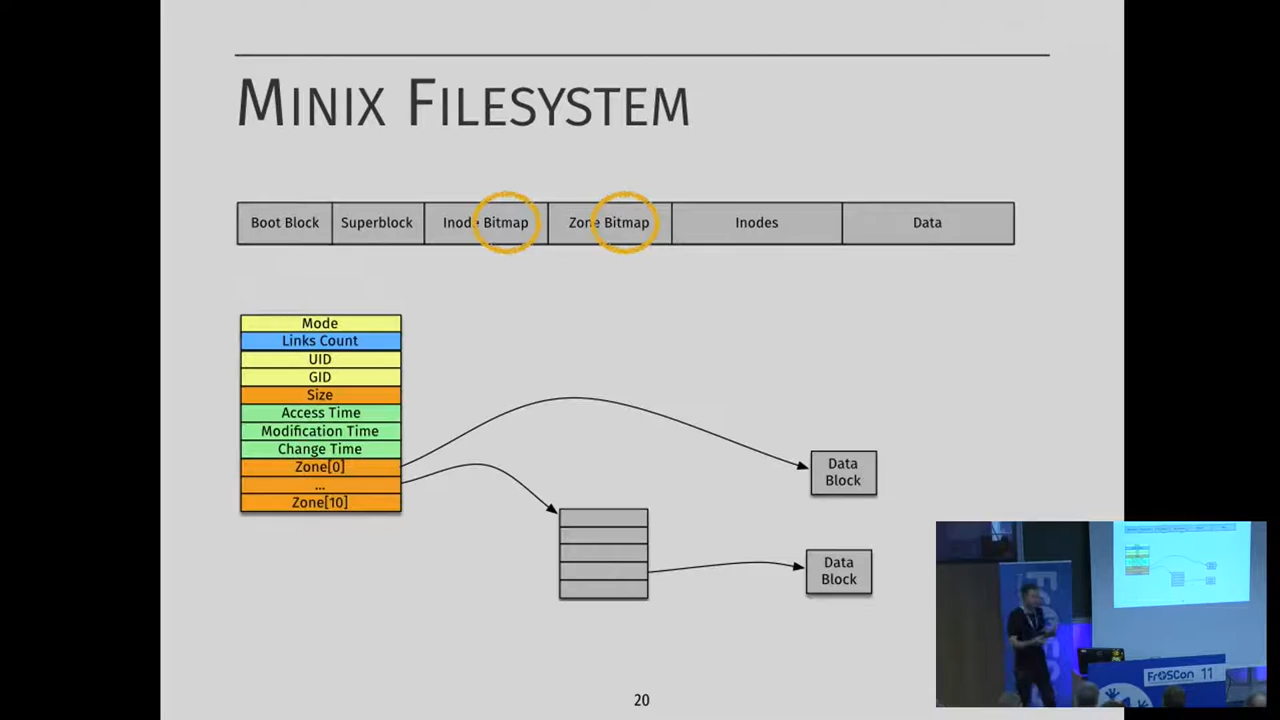 MINIX FILESYSTEM
Boot Block Superblock Inode Bitmap Zone Bitmap Inodes Data
Mode
Links Count
UID
GID
Size
Access Time
Modification Time
Change Time
Zone[0]
...
Zone[10]
Data
Block
Data
Block
20
FrOSCon 11